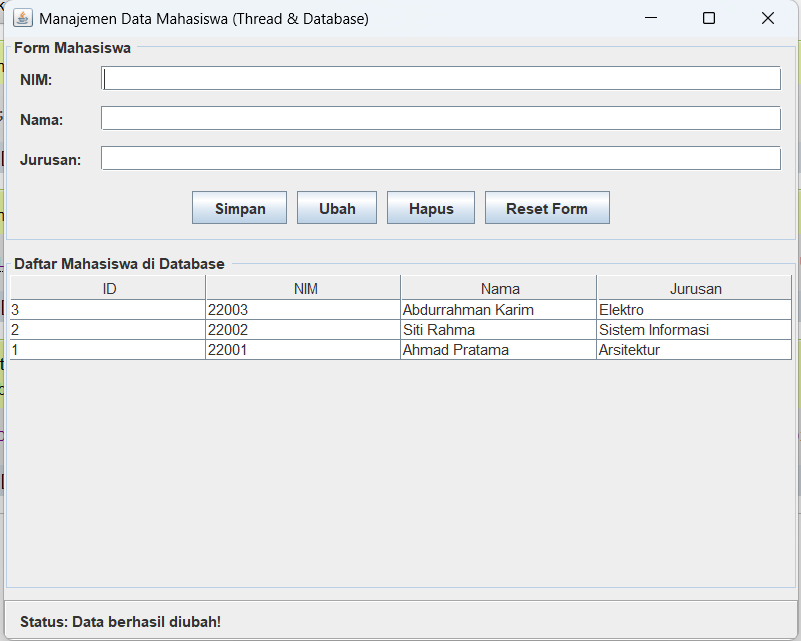 Manajemen Data Mahasiswa (Thread & Database)
Form Mahasiswa
NIM:
Nama:
Jurusan:
Simpan Ubah Hapus Reset Form
Daftar Mahasiswa di Database
ID NIM Nama Jurusan
3 22003 Abdurrahman Karim Elektro
2 22002 Siti Rahma Sistem Informasi
1 22001 Ahmad Pratama Arsitektur
Status: Data berhasil diubah!